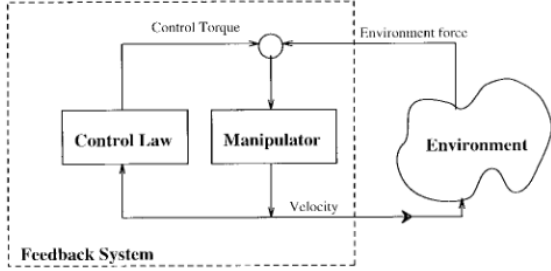 Control Torque
Environment force
Control Law
Manipulator
Environment
Velocity
Feedback System